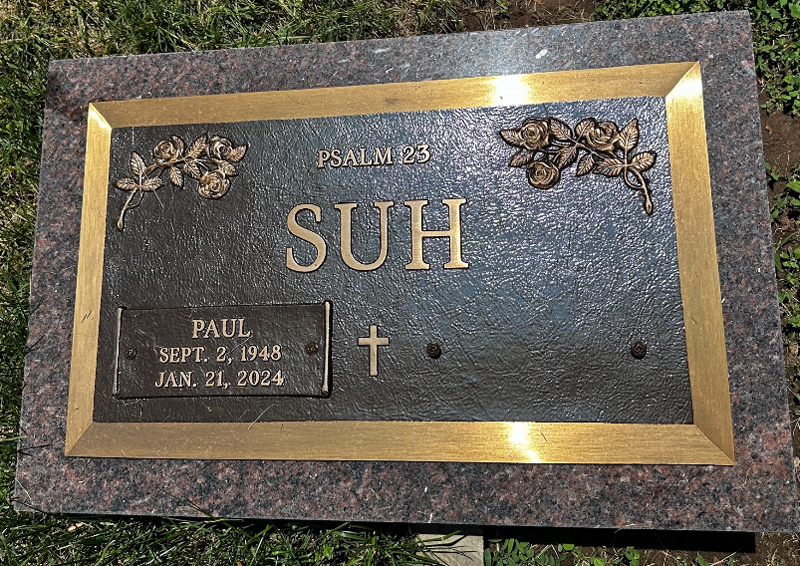 PSALM 23
SUH
PAUL
SEPT. 2, 1948
JAN. 21, 2024